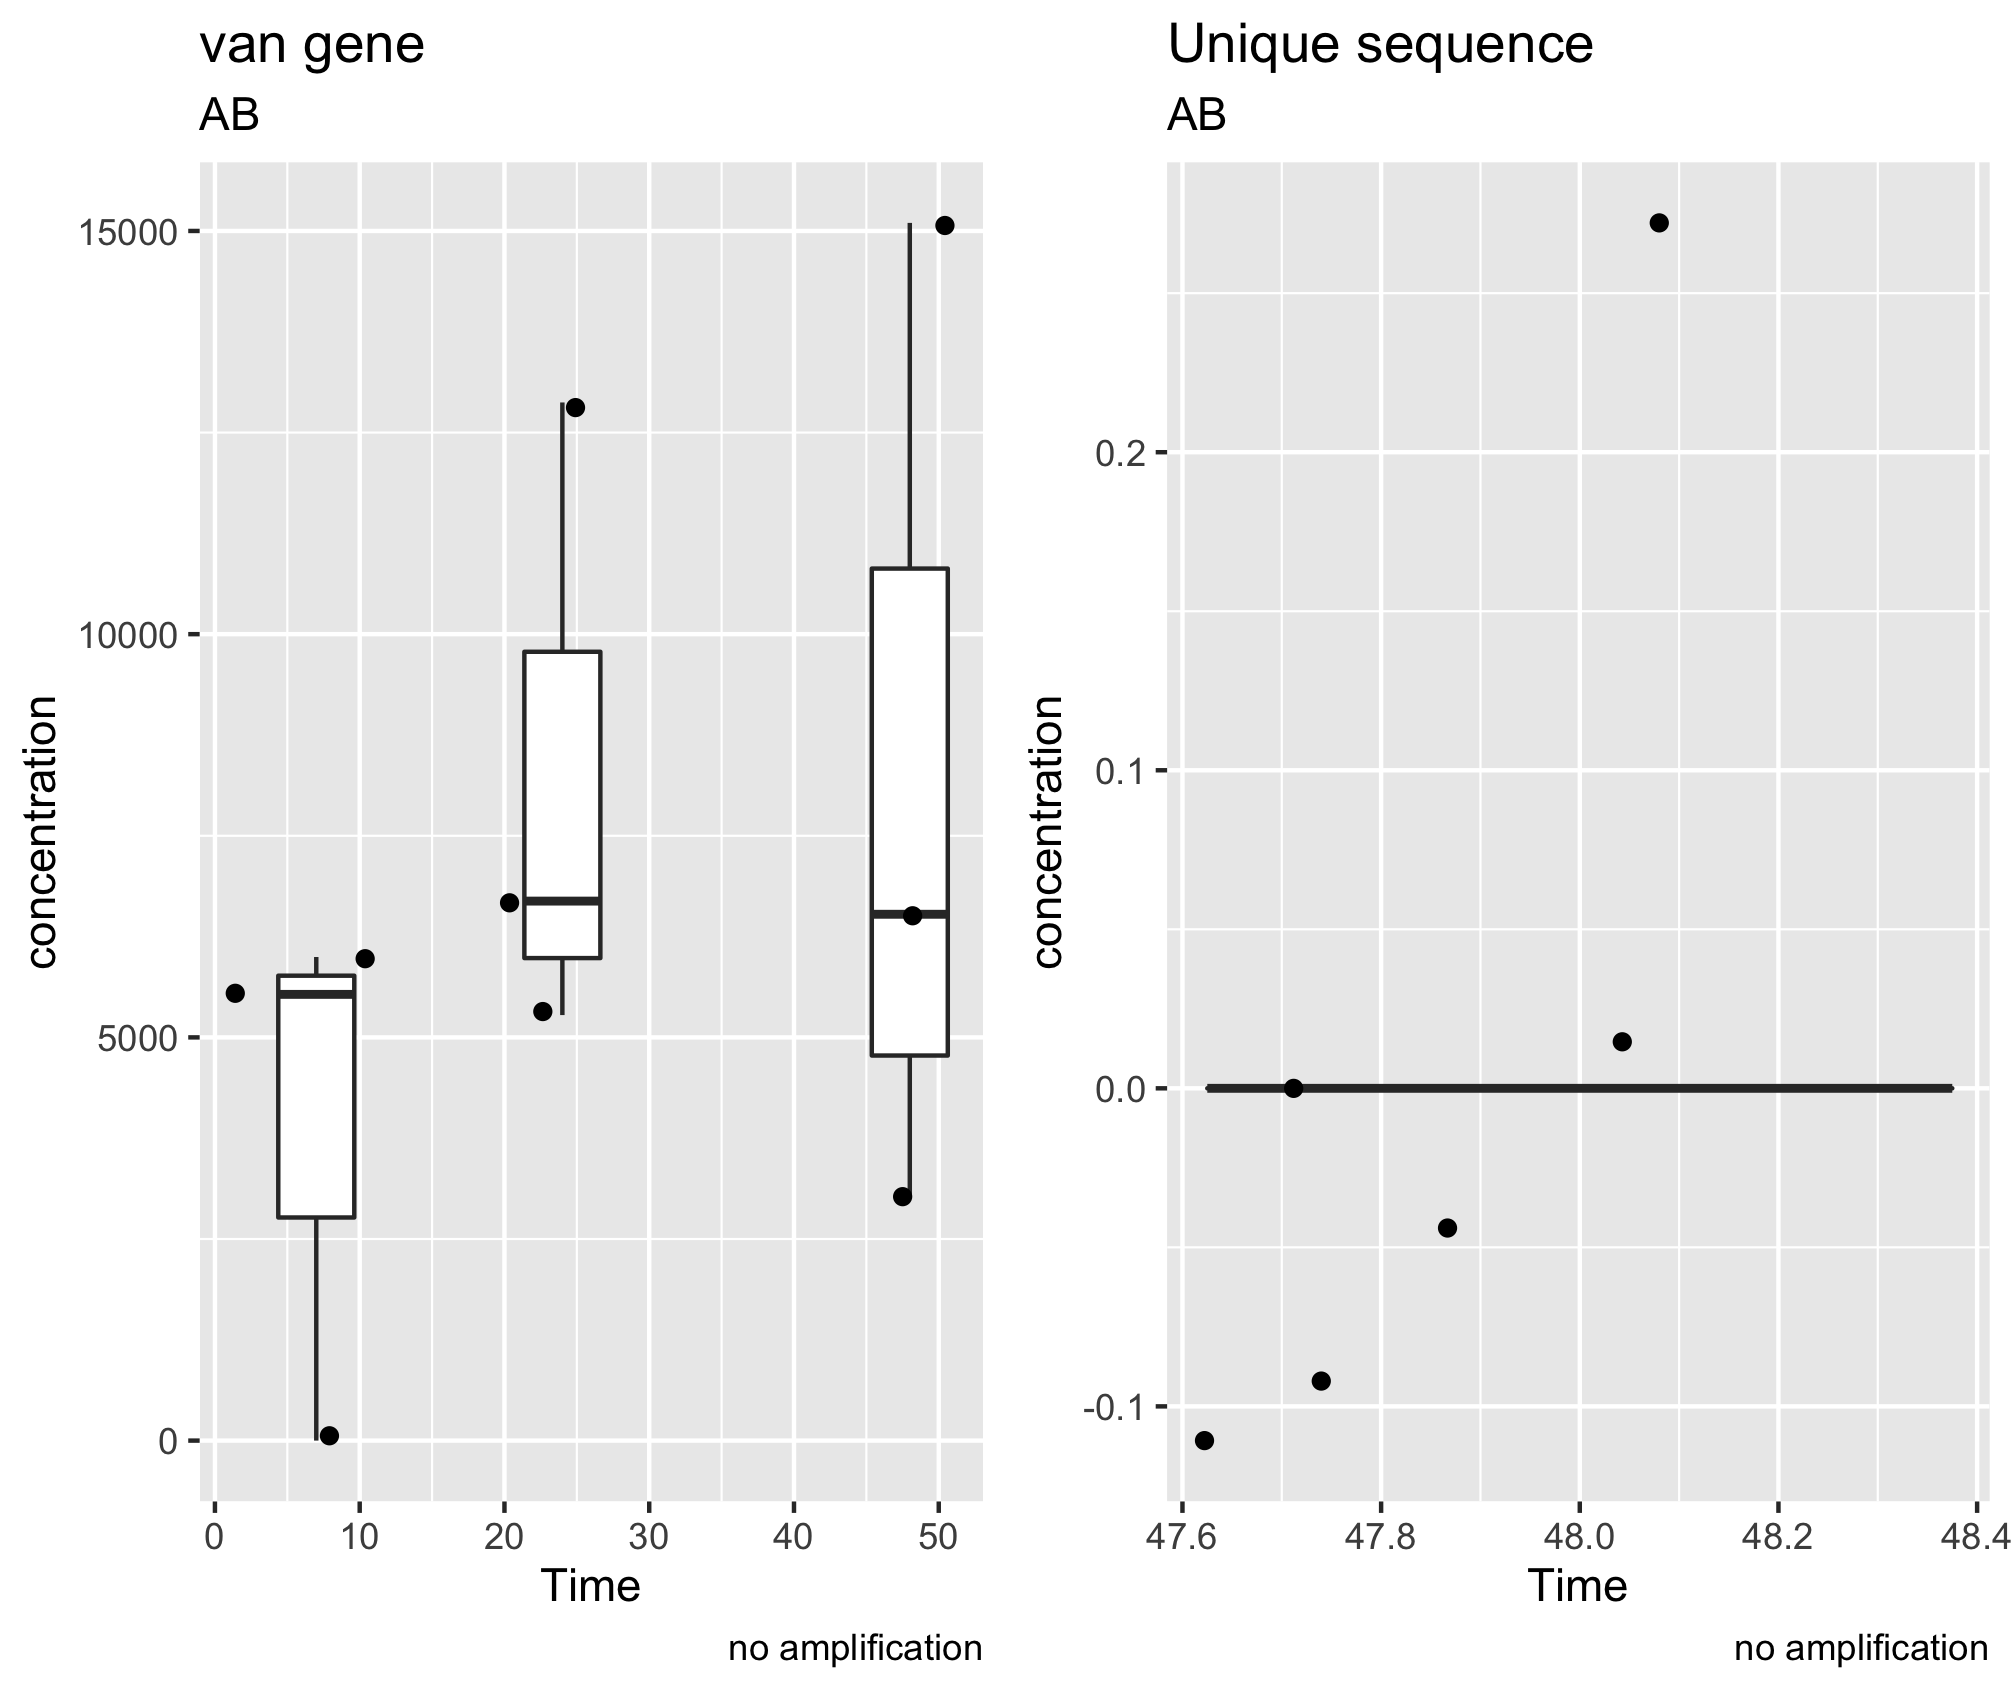 van gene
AB
15000
10000
5000
0
concentration
0 10 20 30 40 50
Time
no amplification
Unique sequence
AB
0.2
0.1
0.0
-0.1
concentration
47.6 47.8 48.0 48.2 48.4
Time
no amplification